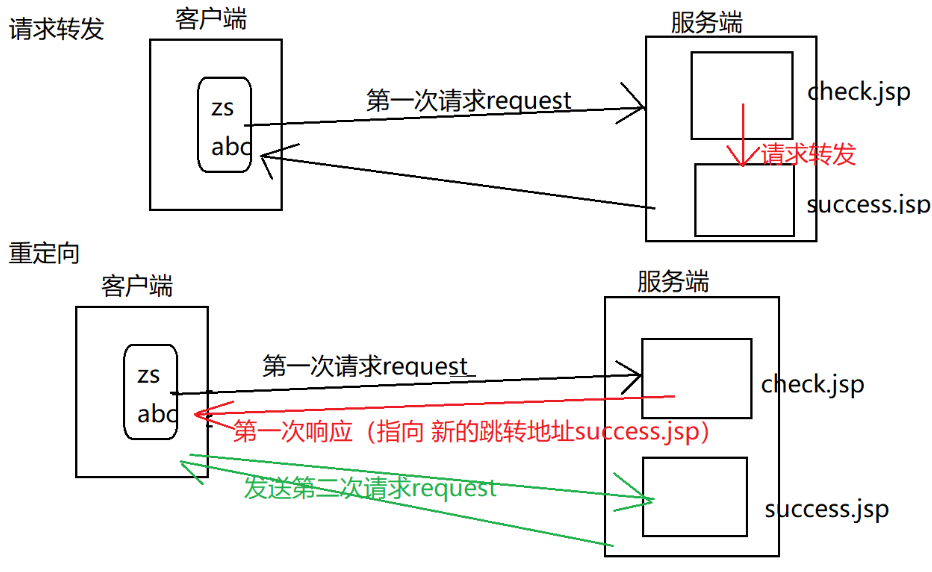 请求转发
客户端
服务端
zs
abc
第一次请求request
check.jsp
请求转发
success.jsp
重定向
客户端
服务端
zs
abc
第一次请求request
check.jsp
第一次响应（指向 新的跳转地址success.jsp）
发送第二次请求request
success.jsp